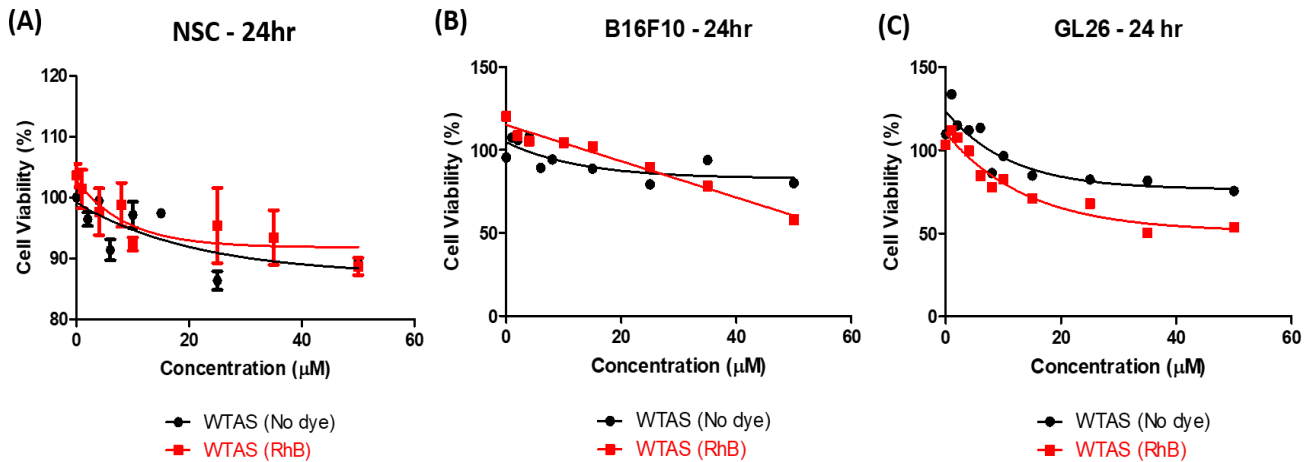 (A)
NSC - 24hr
Cell Viability (%)
120
110
100
90
80
0
20
40
60
Concentration (μM)
WTAS (No dye)
WTAS (RhB)
(B)
B16F10 - 24hr
Cell Viability (%)
150
100
50
0
0
20
40
60
Concentration (μM)
WTAS (No dye)
WTAS (RhB)
(C)
GL26 - 24 hr
Cell Viability (%)
150
100
50
0
0
20
40
60
Concentration (μM)
WTAS (No dye)
WTAS (RhB)